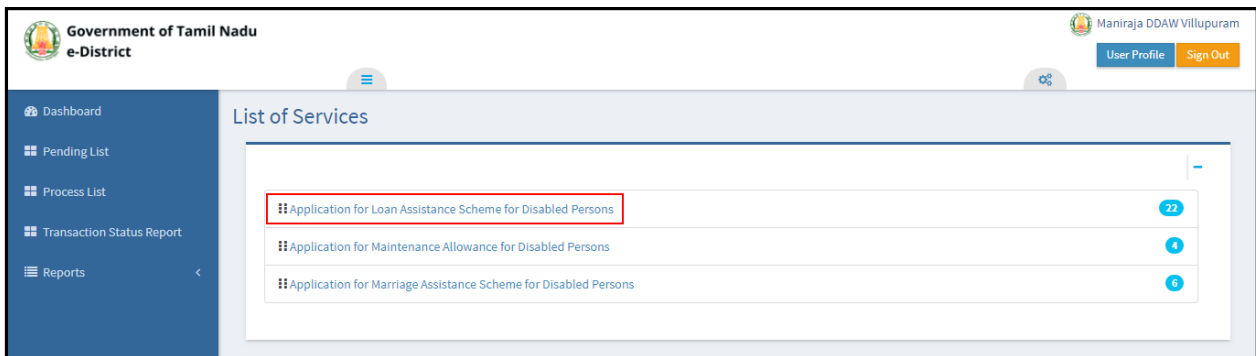 Government of Tamil Nadu
e-District
Maniraja DDAW Villupuram
User Profile
Sign Out
Dashboard
Pending List
Process List
Transaction Status Report
Reports
List of Services
Application for Loan Assistance Scheme for Disabled Persons 22
Application for Maintenance Allowance for Disabled Persons 4
Application for Marriage Assistance Scheme for Disabled Persons 6